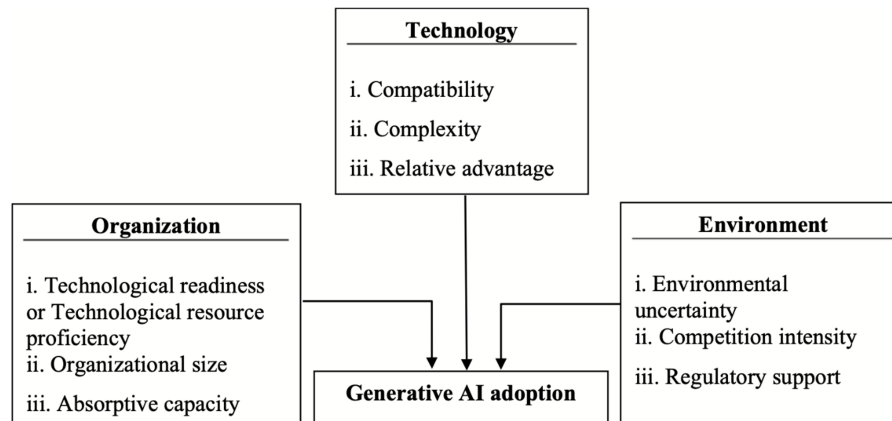 Technology
i. Compatibility
ii. Complexity
iii. Relative advantage
Organization
i. Technological readiness
or Technological resource
proficiency
ii. Organizational size
iii. Absorptive capacity
Environment
i. Environmental
uncertainty
ii. Competition intensity
iii. Regulatory support
Generative AI adoption